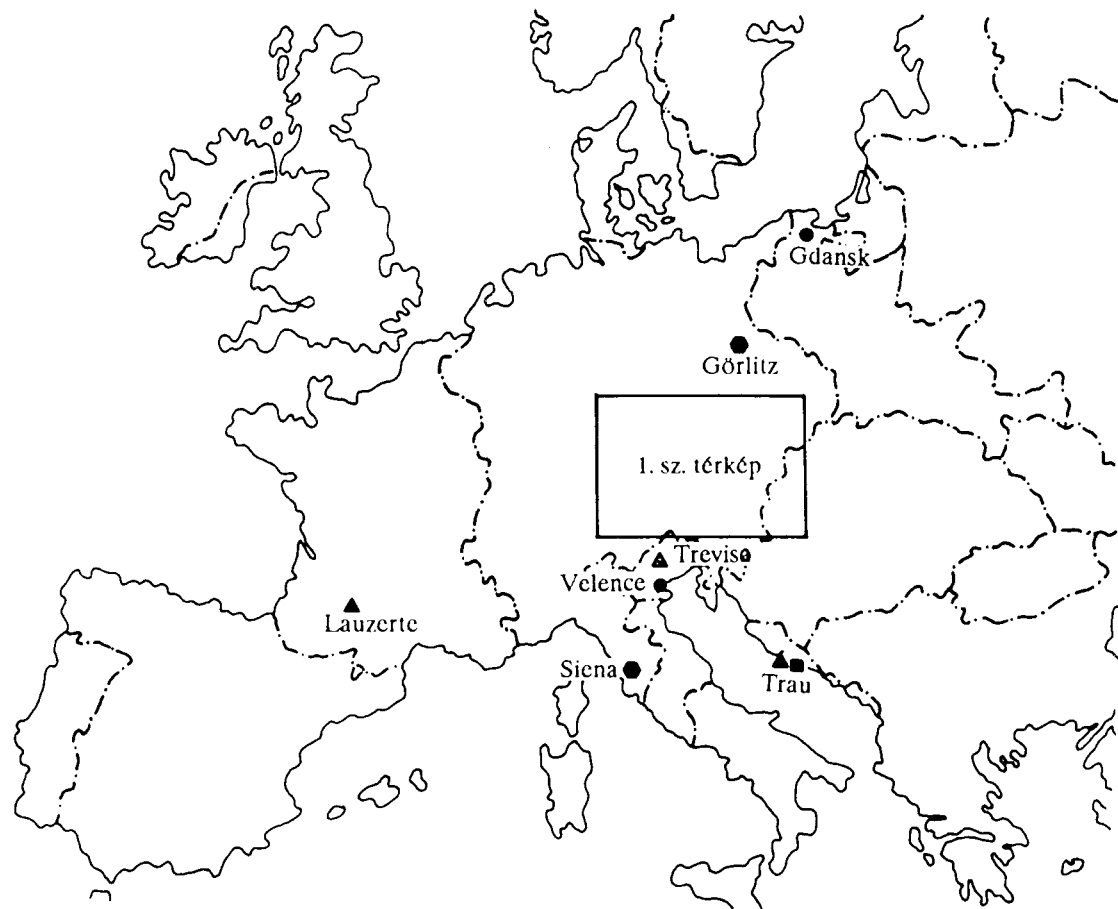 Gdansk
Görlitz
1. sz. térkép
Treviso
Velence
Lauzerte
Siena
Trau